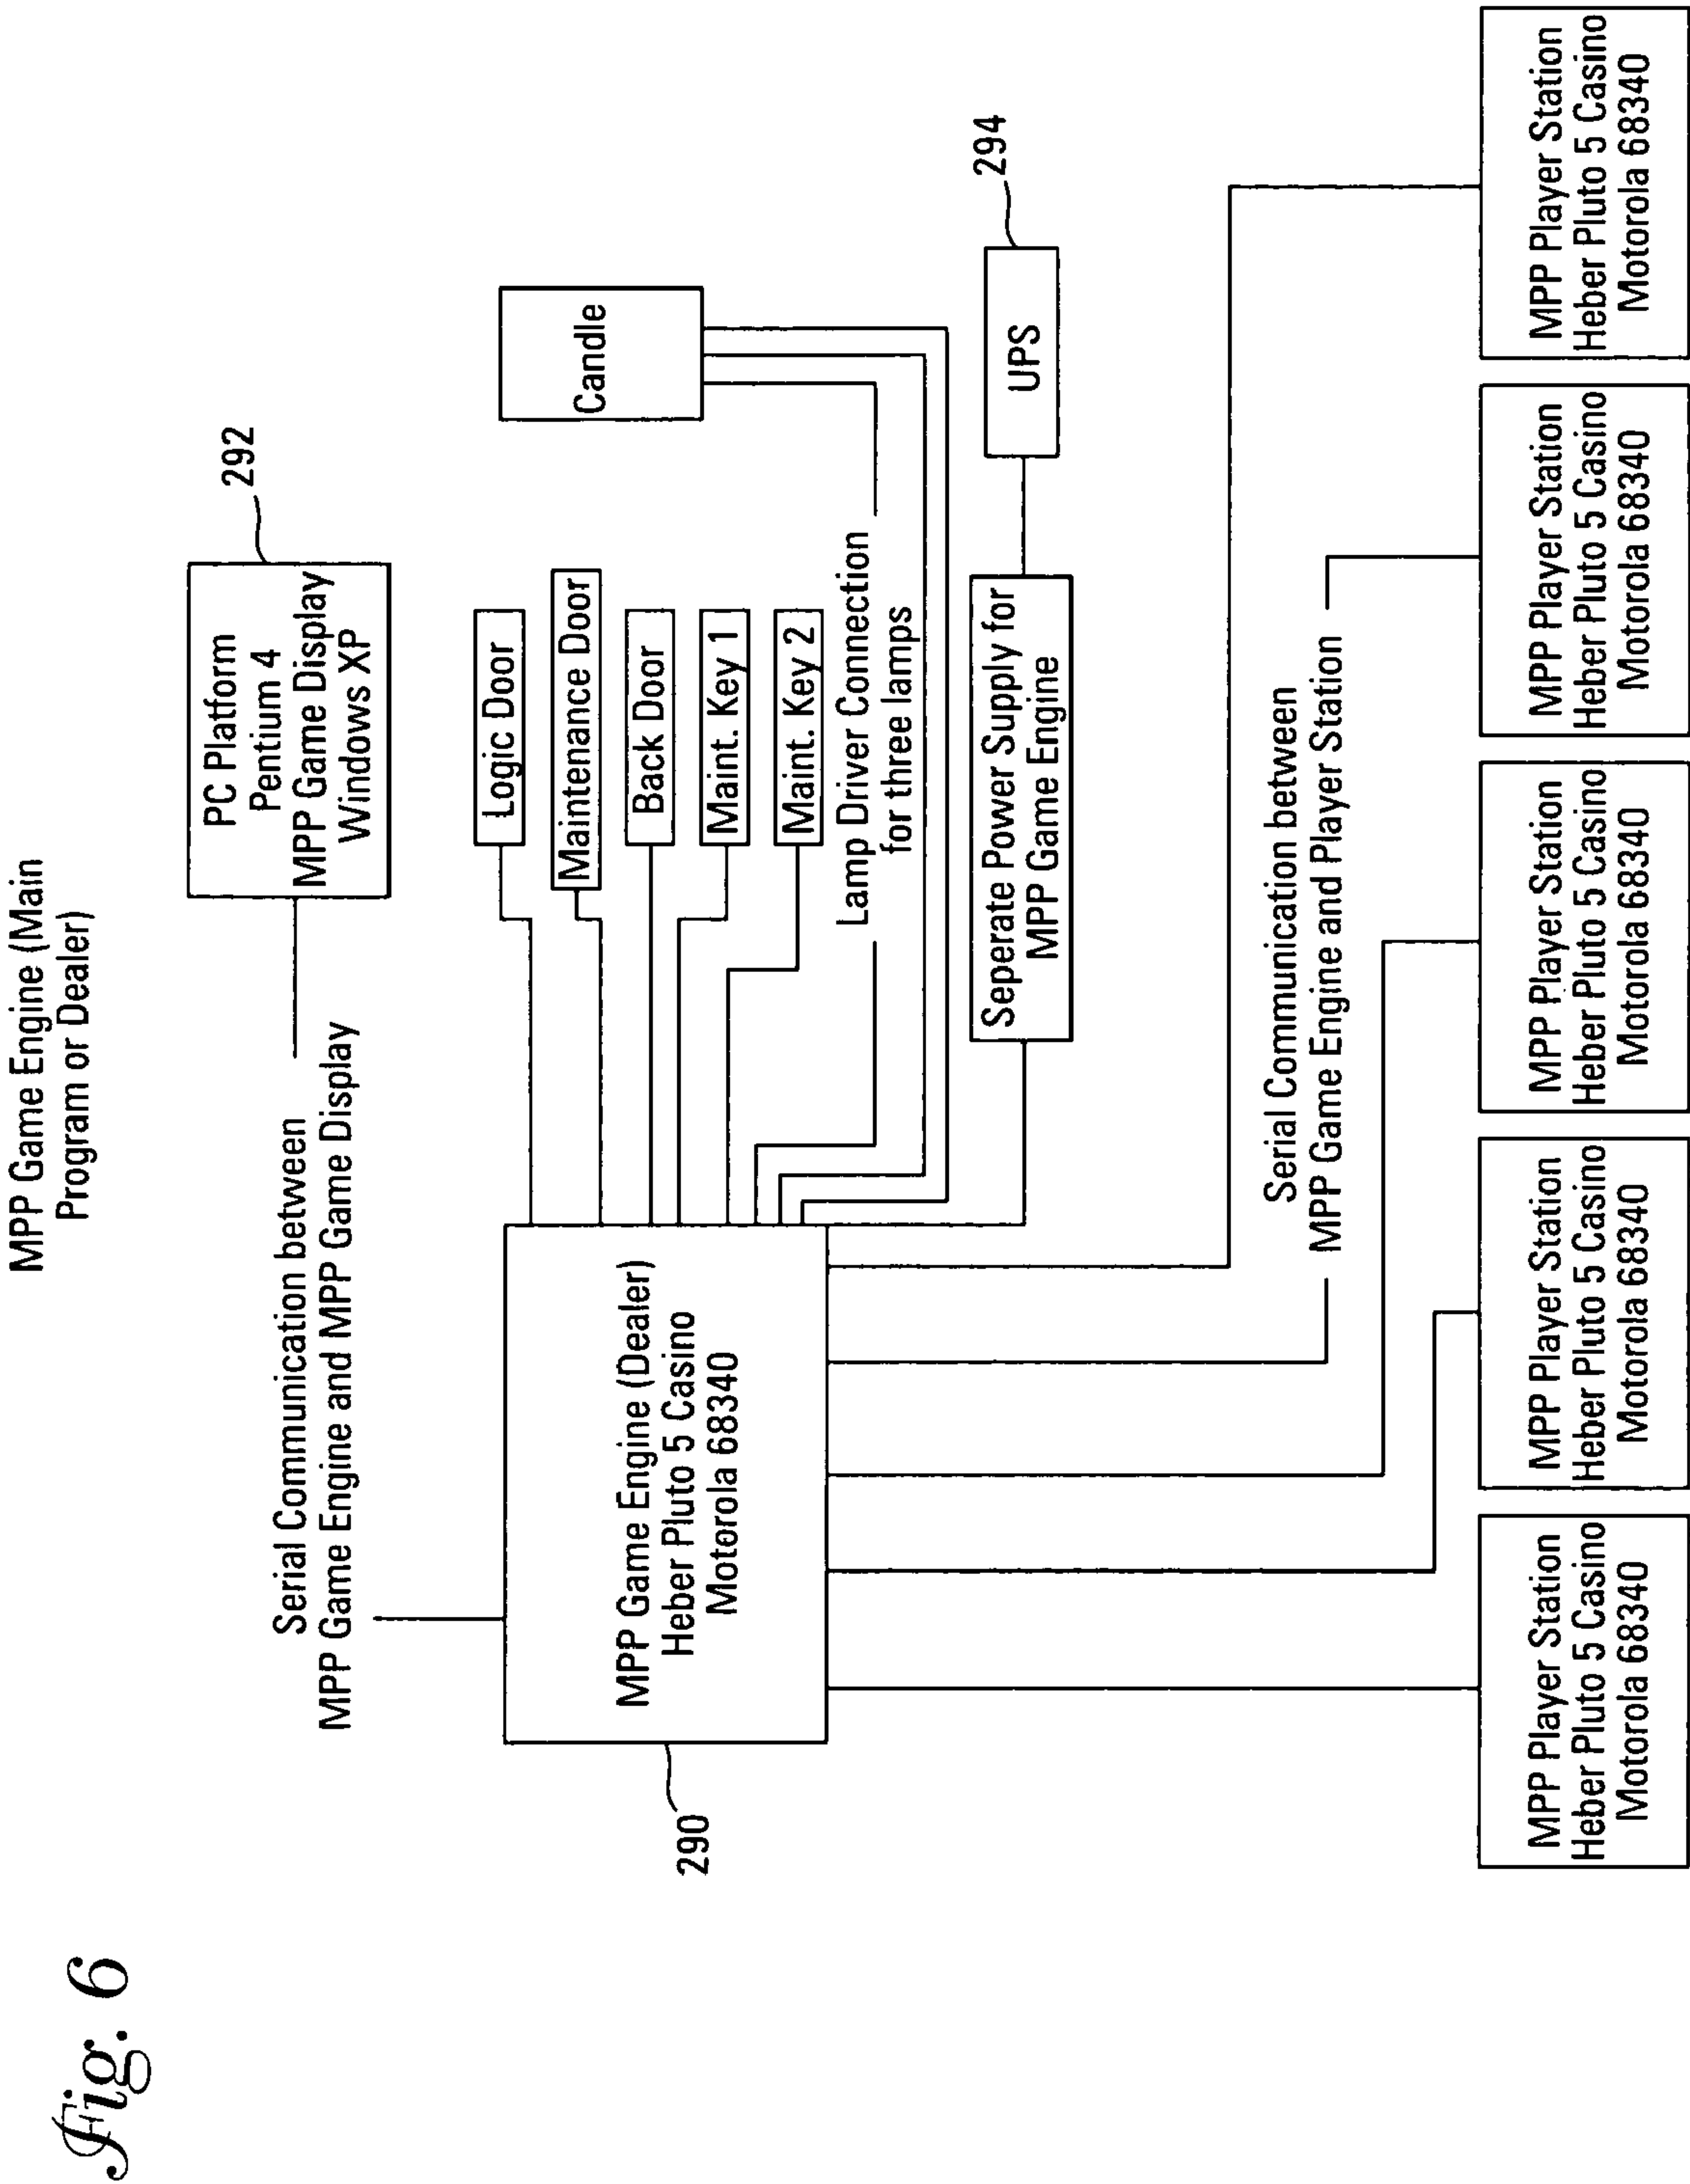 Fig. 6
MPP Game Engine (Main
Program or Dealer)
PC Platform
Pentium 4
MPP Game Display
Windows XP
292
Serial Communication between
MPP Game Engine and MPP Game Display
Logic Door
Maintenance Door
Back Door
Maint. Key 1
Maint. Key 2
Candle
Lamp Driver Connection
for three lamps
MPP Game Engine (Dealer)
Heber Pluto 5 Casino
Motorola 68340
290
Seperate Power Supply for
MPP Game Engine
UPS
294
Serial Communication between
MPP Game Engine and Player Station
MPP Player Station
Heber Pluto 5 Casino
Motorola 68340
MPP Player Station
Heber Pluto 5 Casino
Motorola 68340
MPP Player Station
Heber Pluto 5 Casino
Motorola 68340
MPP Player Station
Heber Pluto 5 Casino
Motorola 68340
MPP Player Station
Heber Pluto 5 Casino
Motorola 68340